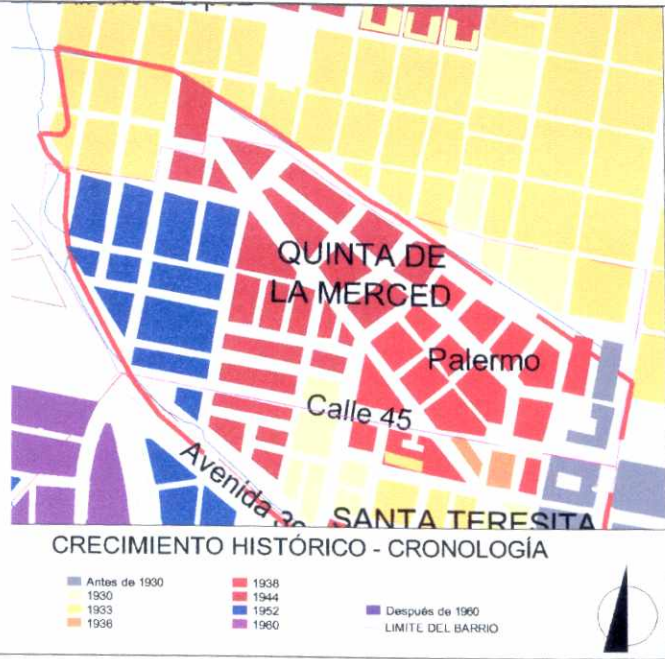 QUINTA DE
LA MERCED
Palermo
Calle 45
Avenida
SANTA TERESITA
CRECIMIENTO HISTÓRICO - CRONOLOGÍA
Antes de 1930
1930
1933
1936
1938
1944
1952
1960
Después de 1960
LIMITE DEL BARRIO